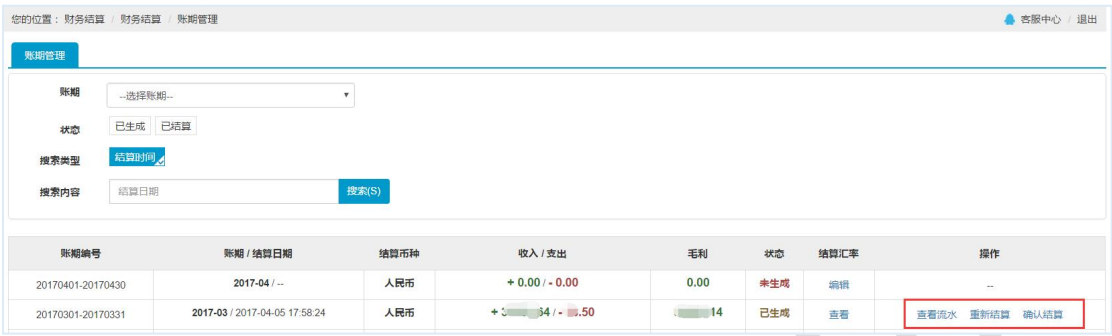 您的位置： 财务结算 / 财务结算 / 账期管理 客服中心 / 退出
账期管理
账期 --选择账期--
状态 已生成 已结算
搜索类型 结算时间
搜索内容 结算日期 搜索(S)
账期编号 账期 / 结算日期 结算币种 收入 / 支出 毛利 状态 结算汇率 操作
20170401-20170430 2017-04 / -- 人民币 + 0.00 / - 0.00 0.00 未生成 编辑 --
20170301-20170331 2017-03 / 2017-04-05 17:58:24 人民币 + 64 / - .50 14 已生成 查看 查看流水 重新结算 确认结算